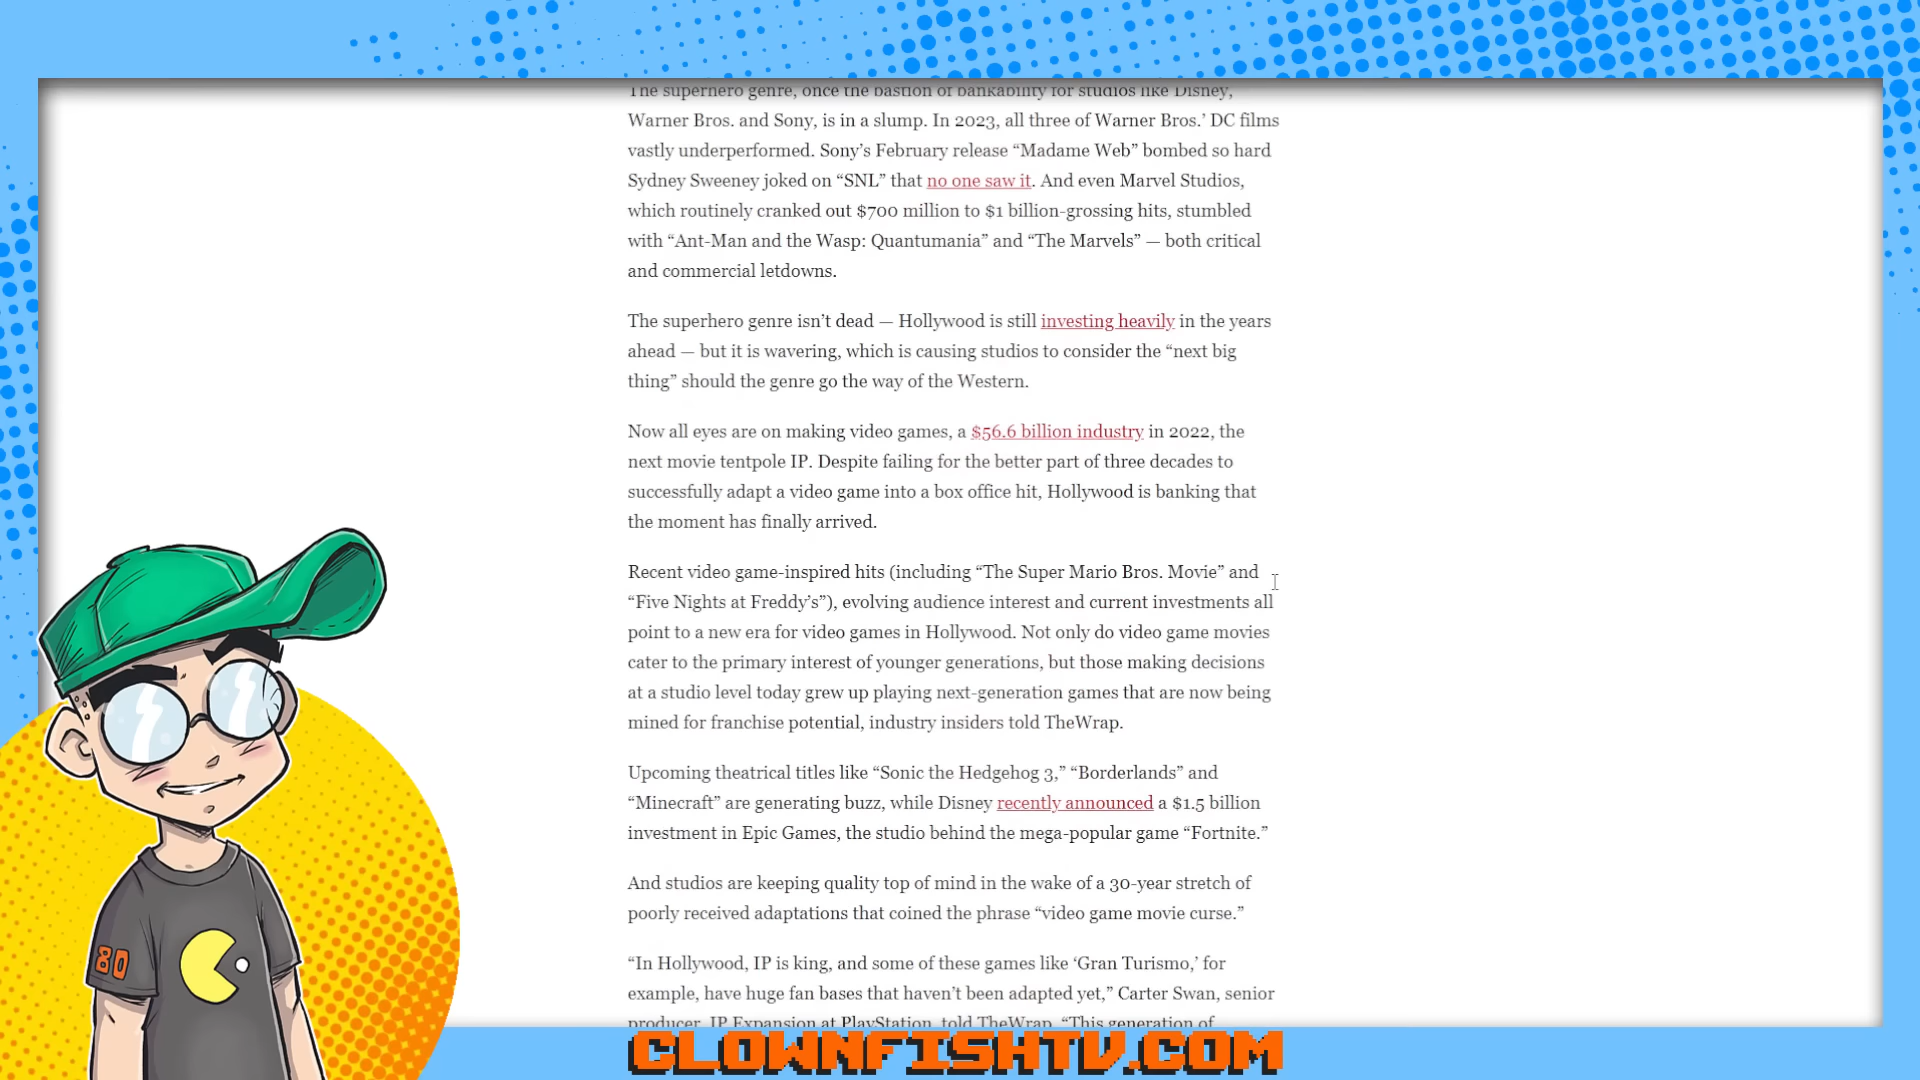 The superhero genre, once the bastion of bankability for studios like Disney,
Warner Bros. and Sony, is in a slump. In 2023, all three of Warner Bros.’ DC films
vastly underperformed. Sony’s February release “Madame Web” bombed so hard
Sydney Sweeney joked on “SNL” that no one saw it. And even Marvel Studios,
which routinely cranked out $700 million to $1 billion-grossing hits, stumbled
with “Ant-Man and the Wasp: Quantumania” and “The Marvels” — both critical
and commercial letdowns.
The superhero genre isn’t dead — Hollywood is still investing heavily in the years
ahead — but it is wavering, which is causing studios to consider the “next big
thing” should the genre go the way of the Western.
Now all eyes are on making video games, a $56.6 billion industry in 2022, the
next movie tentpole IP. Despite failing for the better part of three decades to
successfully adapt a video game into a box office hit, Hollywood is banking that
the moment has finally arrived.
Recent video game-inspired hits (including “The Super Mario Bros. Movie” and
“Five Nights at Freddy’s”), evolving audience interest and current investments all
point to a new era for video games in Hollywood. Not only do video game movies
cater to the primary interest of younger generations, but those making decisions
at a studio level today grew up playing next-generation games that are now being
mined for franchise potential, industry insiders told TheWrap.
Upcoming theatrical titles like “Sonic the Hedgehog 3,” “Borderlands” and
“Minecraft” are generating buzz, while Disney recently announced a $1.5 billion
investment in Epic Games, the studio behind the mega-popular game “Fortnite.”
And studios are keeping quality top of mind in the wake of a 30-year stretch of
poorly received adaptations that coined the phrase “video game movie curse.”
“In Hollywood, IP is king, and some of these games like ‘Gran Turismo,’ for
example, have huge fan bases that haven’t been adapted yet,” Carter Swan, senior
producer, IP Expansion at PlayStation, told TheWrap. “This generation of
80
CLOWNFISHTV.COM